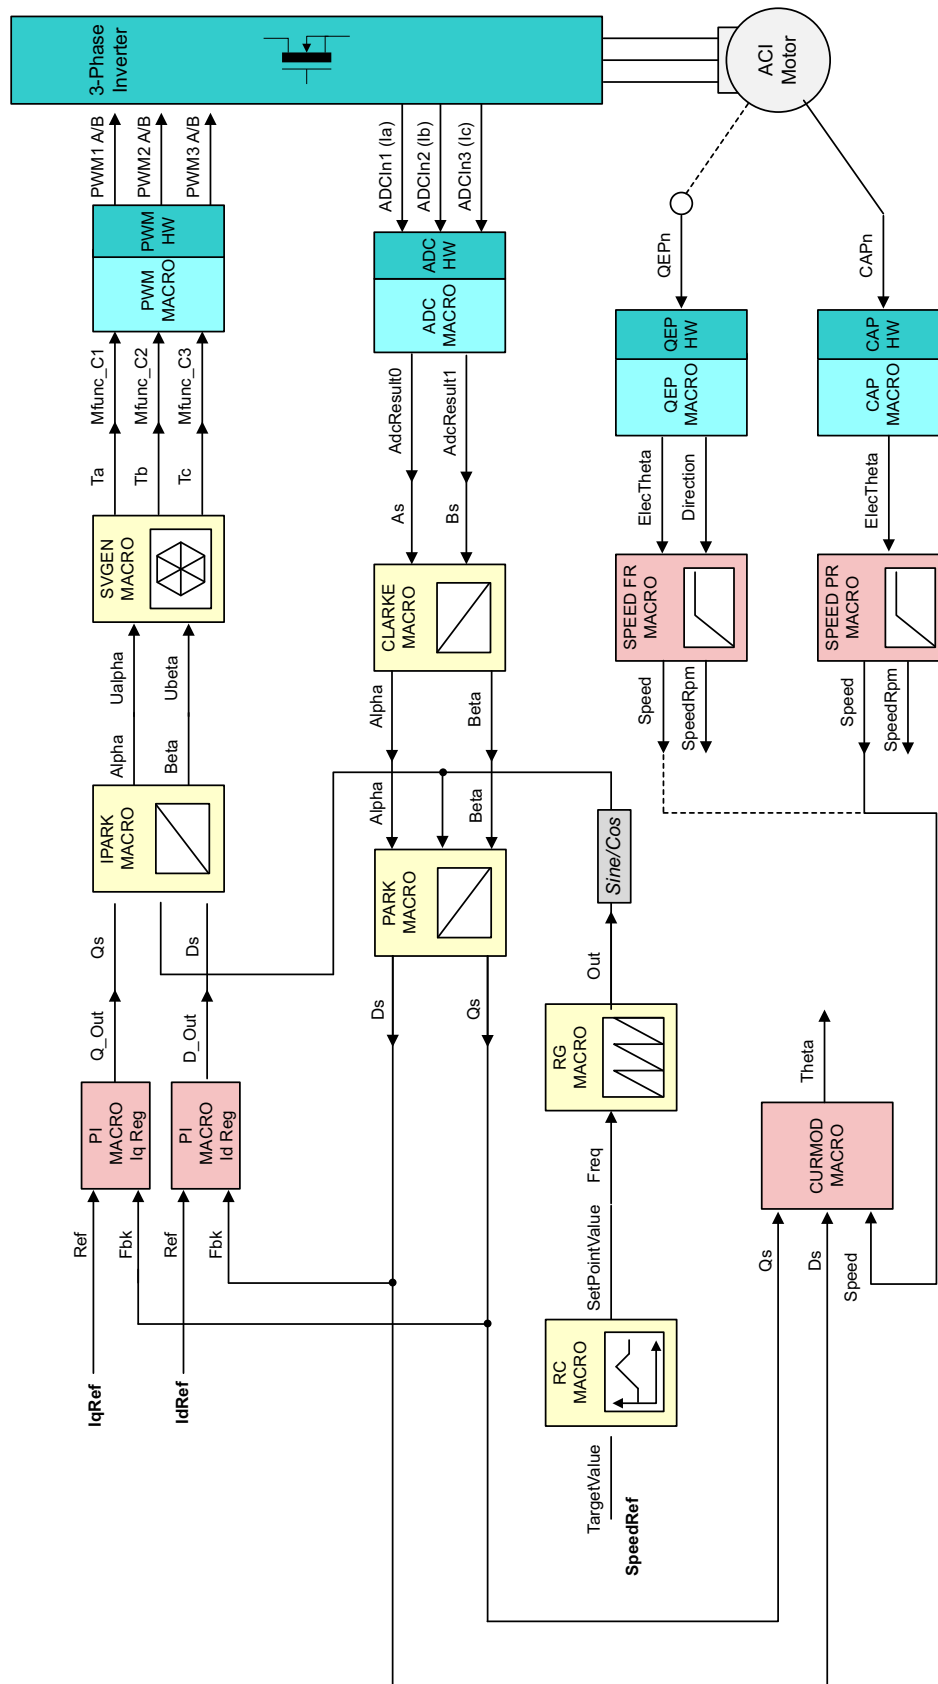 IqRef
Ref
Fbk
PI
MACRO
Iq Reg
Q_Out
Qs
IdRef
Ref
Fbk
PI
MACRO
Id Reg
D_Out
Ds
IPARK
MACRO
Alpha
Beta
Ualpha
Ubeta
SVGEN
MACRO
Ta
Tb
Tc
Mfunc_C1
Mfunc_C2
Mfunc_C3
PWM
MACRO
PWM
HW
PWM1 A/B
PWM2 A/B
PWM3 A/B
3-Phase
Inverter
Ds
Qs
PARK
MACRO
Alpha
Beta
Alpha
Beta
CLARKE
MACRO
As
Bs
AdcResult0
AdcResult1
ADC
MACRO
ADC
HW
ADCIn1 (Ia)
ADCIn2 (Ib)
ADCIn3 (Ic)
TargetValue
SpeedRef
RC
MACRO
SetPointValue
Freq
RG
MACRO
Out
Sine/Cos
Speed
SpeedRpm
SPEED FR
MACRO
ElecTheta
Direction
QEP
MACRO
QEP
HW
QEPn
ACI
Motor
Qs
Ds
Speed
CURMOD
MACRO
Theta
Speed
SpeedRpm
SPEED PR
MACRO
ElecTheta
CAP
MACRO
CAP
HW
CAPn